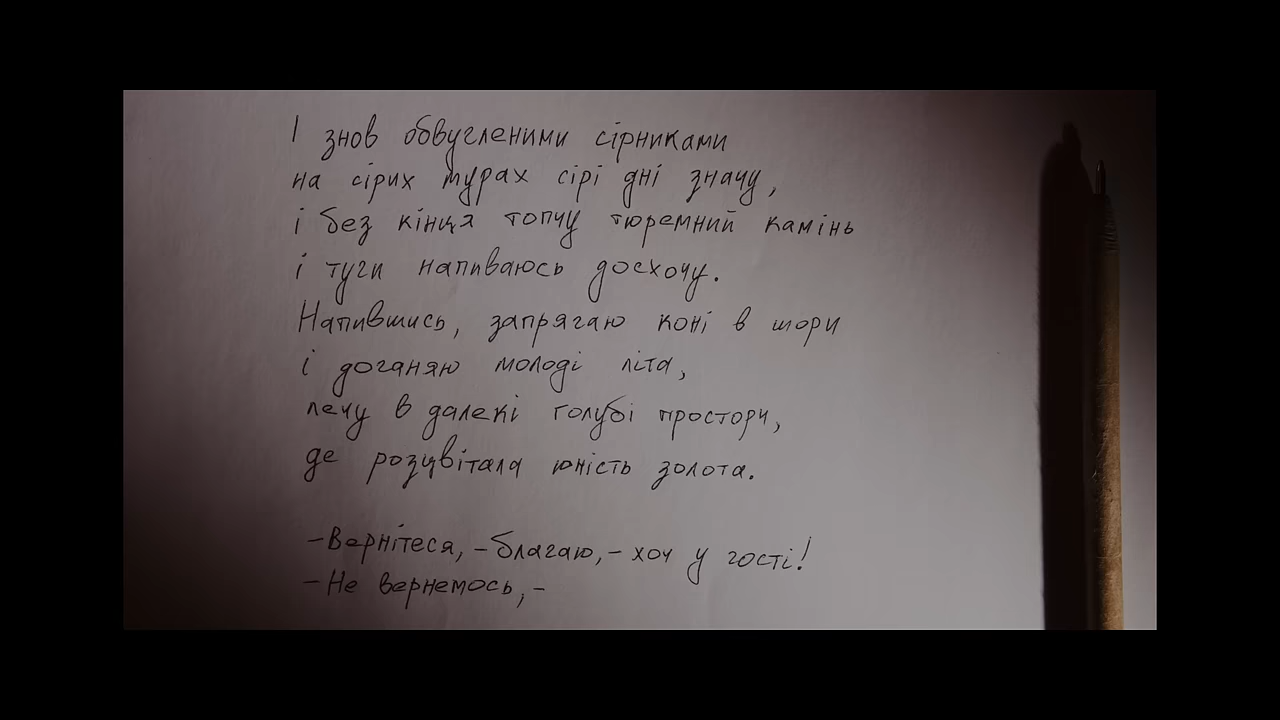 І знов обвугленими сірниками
на сірих мурах сірі дні значу,
і без кінця топчу тюремний камінь
і туги напиваюсь досхочу.
Напившись, запрягаю коні в шори
і доганяю молоді літа,
лечу в далекі голубі простори,
де розцвітала юність золота.
–Вернітеся, –благаю, – хоч у гості!
–Не вернемось, –